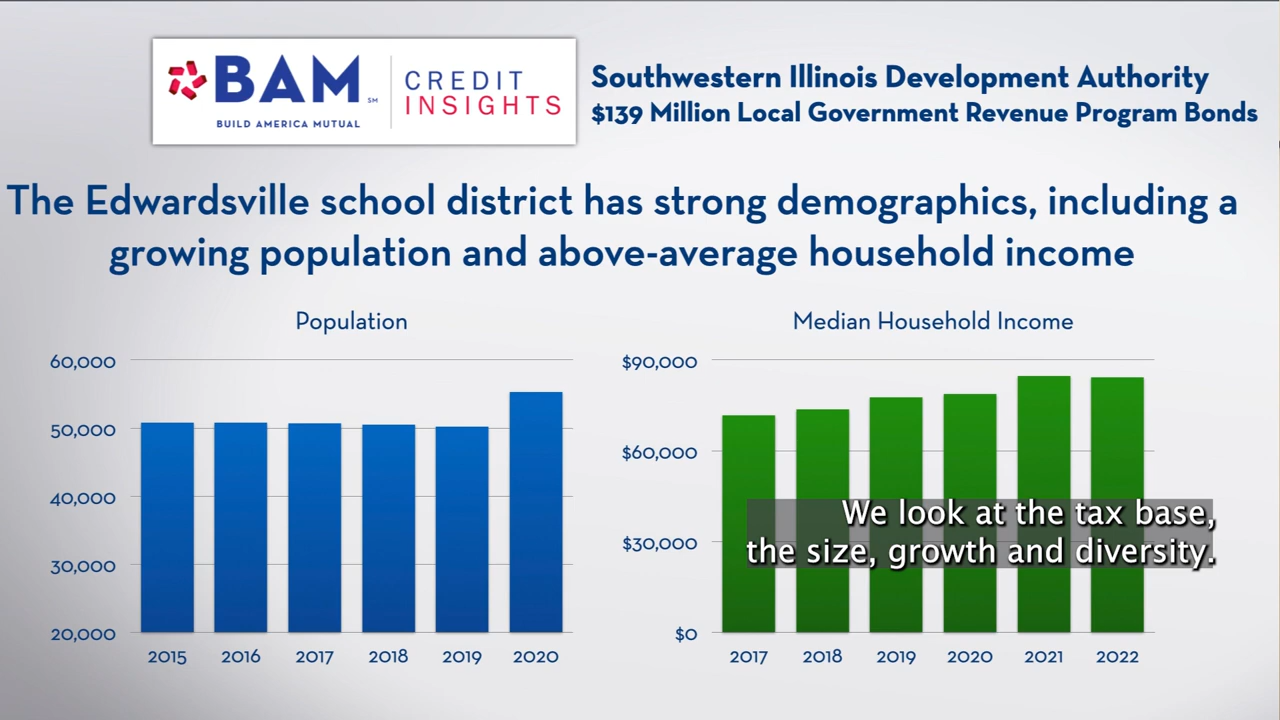 BAM SM
BUILD AMERICA MUTUAL
CREDIT
INSIGHTS
Southwestern Illinois Development Authority
$139 Million Local Government Revenue Program Bonds
The Edwardsville school district has strong demographics, including a
growing population and above-average household income
Population
60,000
50,000
40,000
30,000
20,000
2015 2016 2017 2018 2019 2020
Median Household Income
$90,000
$60,000
$30,000
$0
2017 2018 2019 2020 2021 2022
We look at the tax base,
the size, growth and diversity.